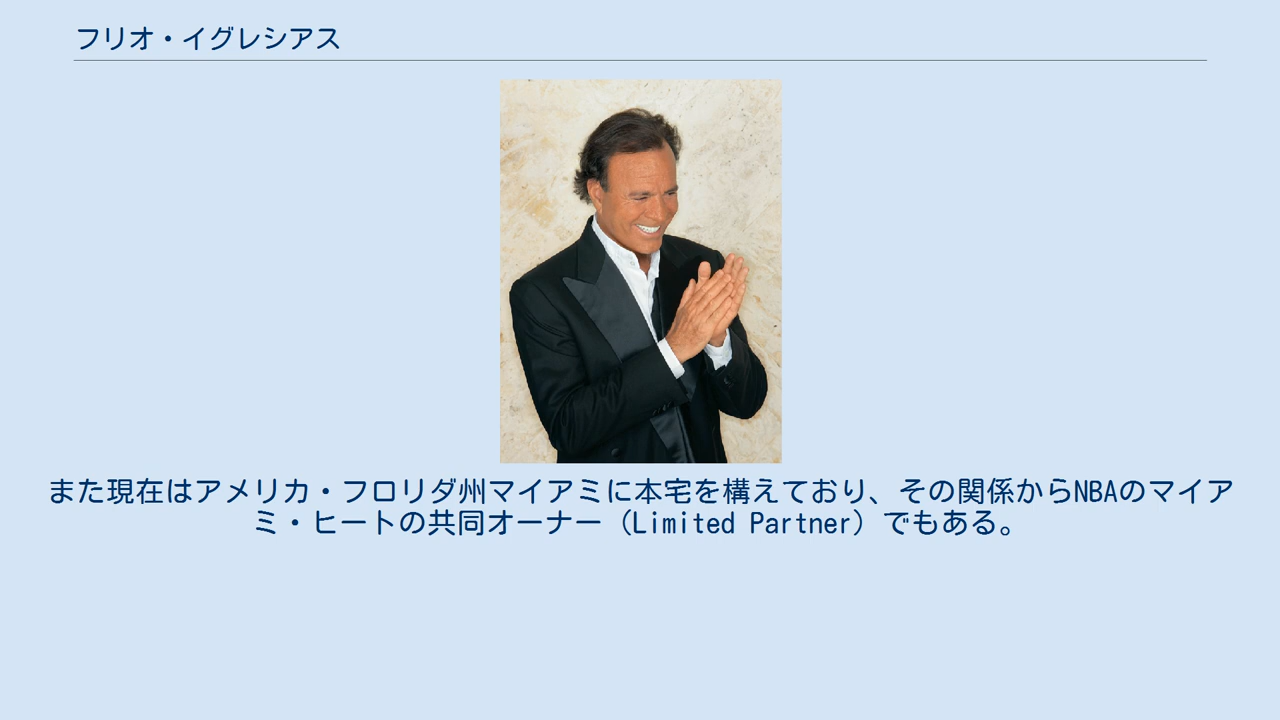 フリオ・イグレシアス
また現在はアメリカ・フロリダ州マイアミに本宅を構えており、その関係からNBAのマイア
ミ・ヒートの共同オーナー（Limited Partner）でもある。